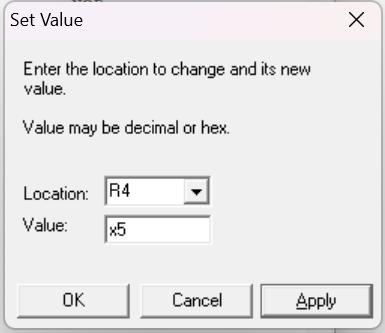 Set Value
Enter the location to change and its new
value.
Value may be decimal or hex.
Location: R4
Value: x5
OK Cancel Apply